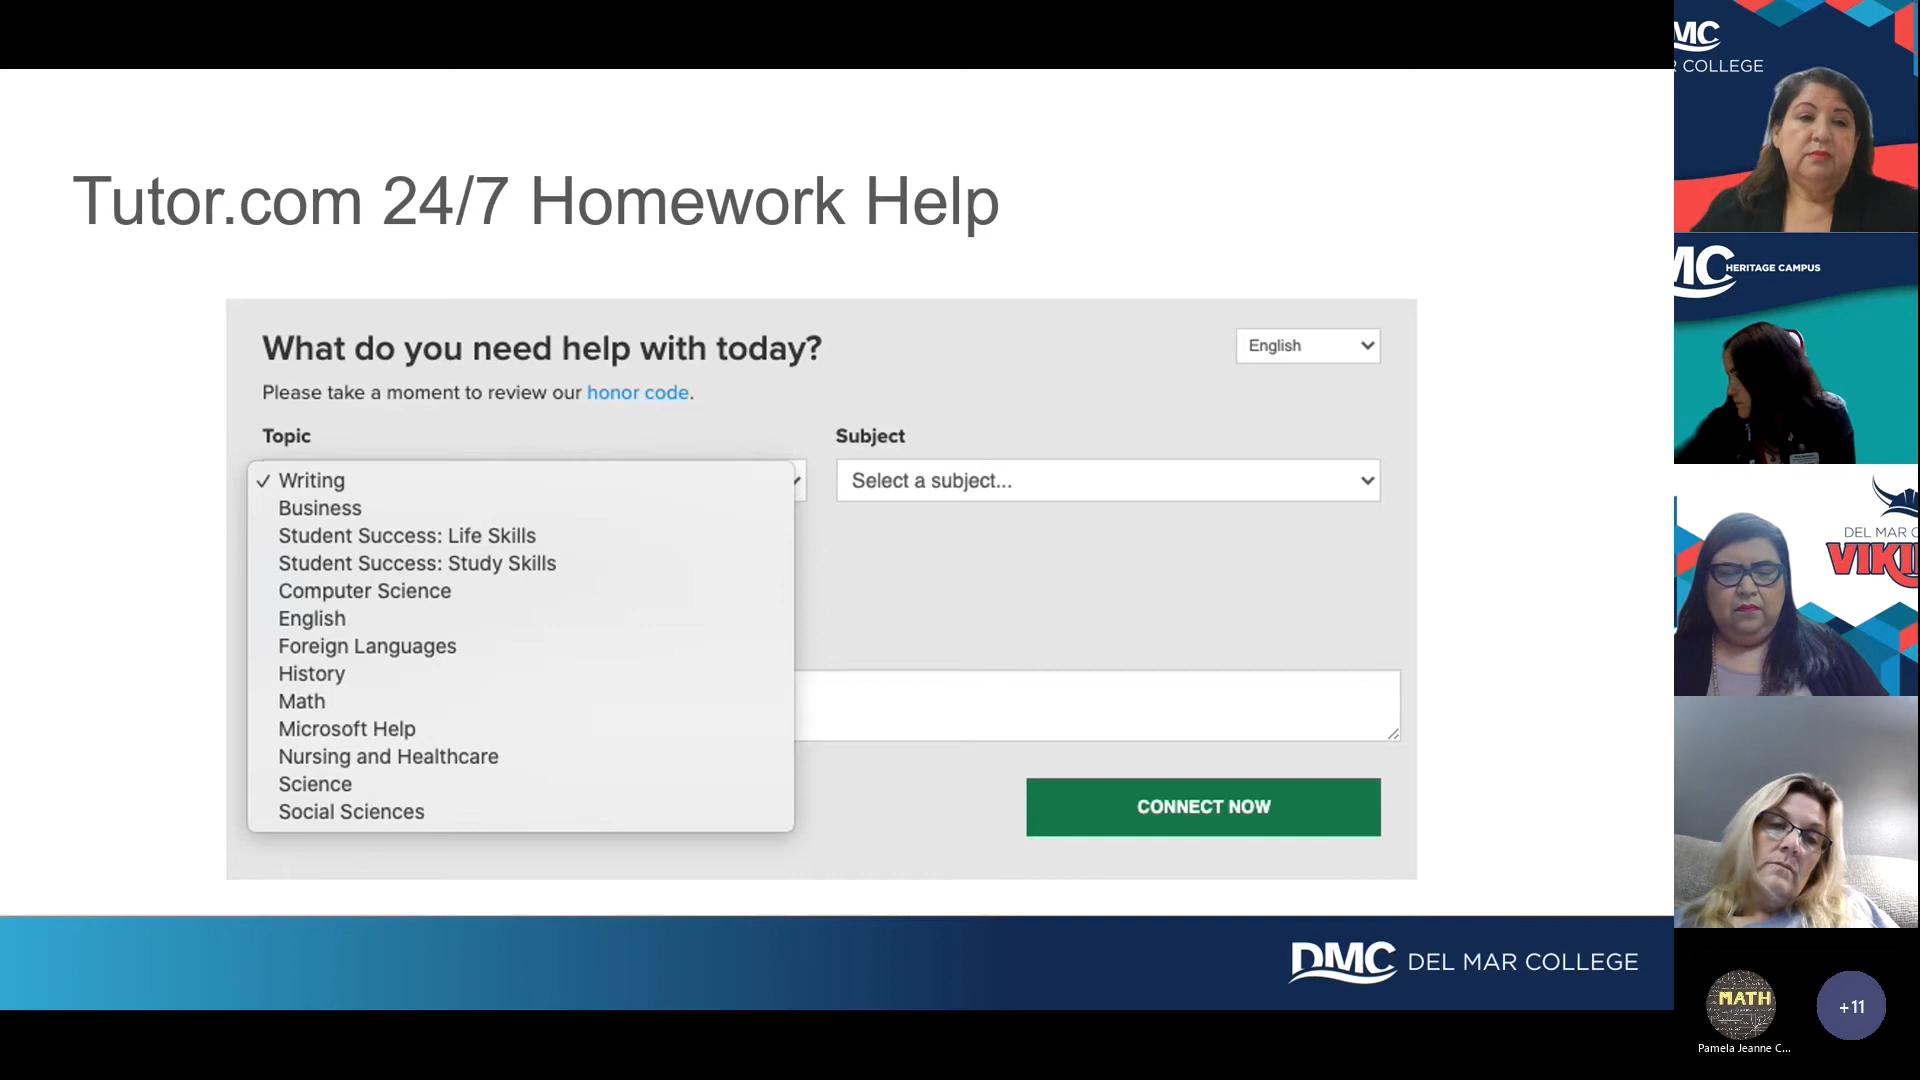 Tutor.com 24/7 Homework Help
What do you need help with today?
English
Please take a moment to review our honor code.
Topic
Subject
✓ Writing
Business
Student Success: Life Skills
Student Success: Study Skills
Computer Science
English
Foreign Languages
History
Math
Microsoft Help
Nursing and Healthcare
Science
Social Sciences
Select a subject...
CONNECT NOW
DMC DEL MAR COLLEGE
MC
COLLEGE
MC HERITAGE CAMPUS
DEL MAR C
VIKI
MATH
Pamela Jeanne C...
+11